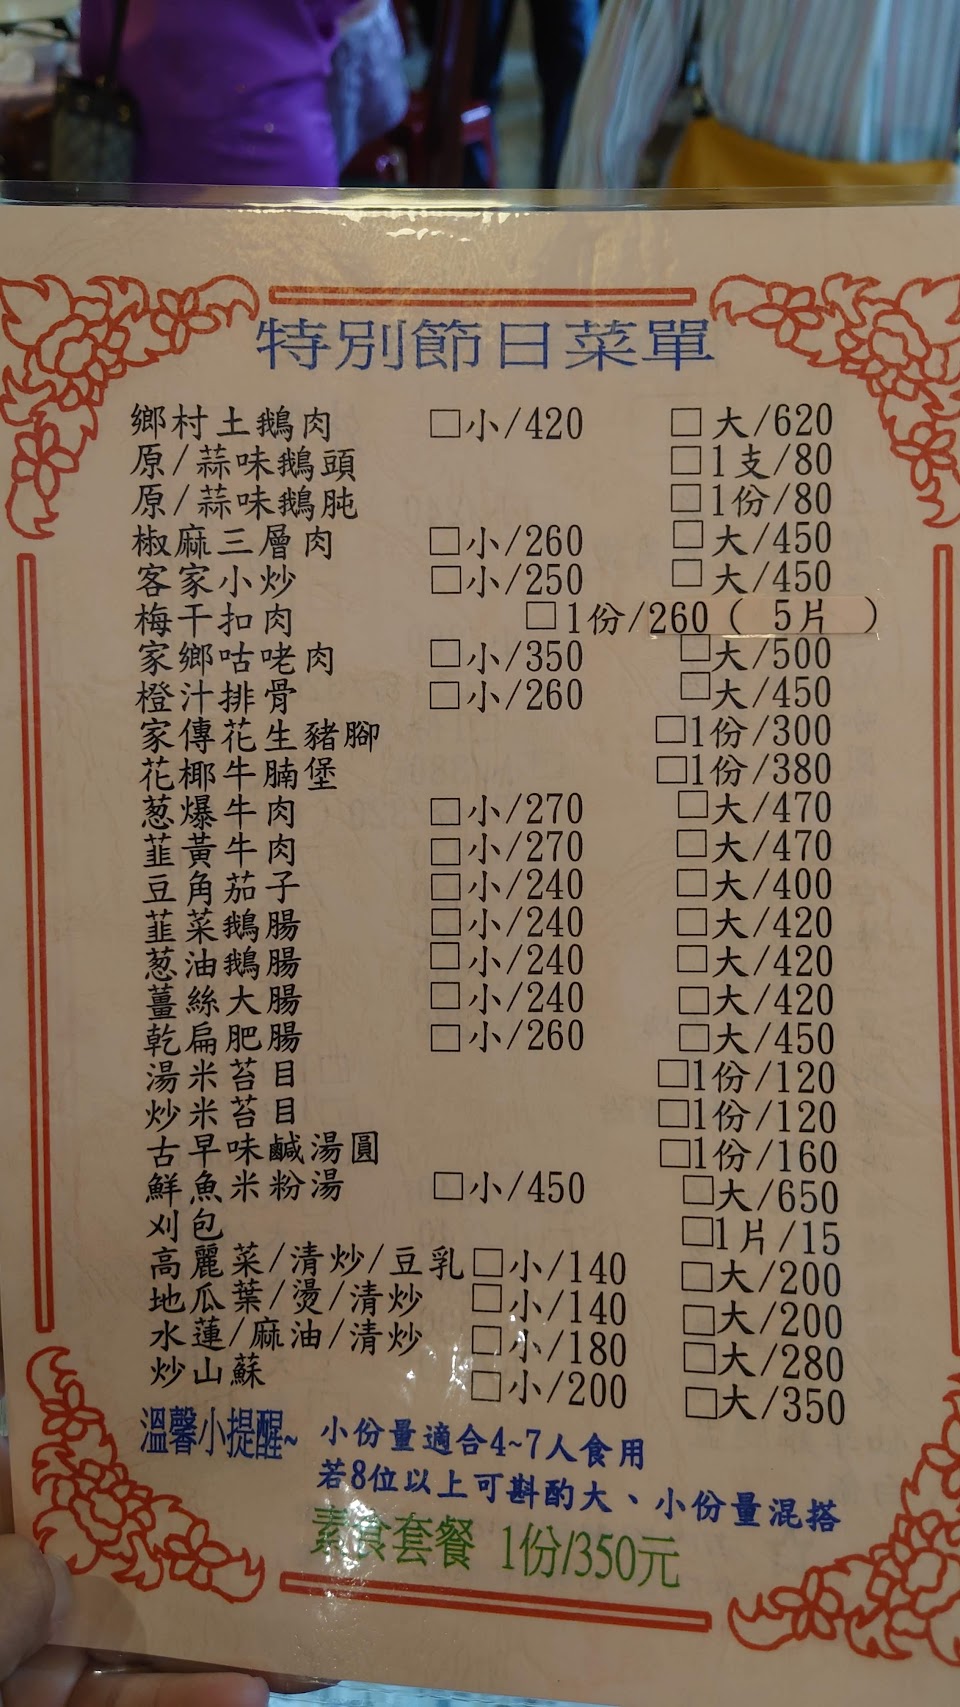 特別節日菜單
鄉村土鵝肉 □小/420 □大/620
原/蒜味鵝頭 □1支/80
原/蒜味鵝肫 □1份/80
椒麻三層肉 □小/260 □大/450
客家小炒 □小/250 □大/450
梅干扣肉 □1份/260 ( 5片 )
家鄉咕咾肉 □小/350 □大/500
橙汁排骨 □小/260 □大/450
家傳花生豬腳 □1份/300
花椰牛腩堡 □1份/380
葱爆牛肉 □小/270 □大/470
韮黃牛肉 □小/270 □大/470
豆角茄子 □小/240 □大/400
韮菜鵝腸 □小/240 □大/420
葱油鵝腸 □小/240 □大/420
薑絲大腸 □小/240 □大/420
乾扁肥腸 □小/260 □大/450
湯米苔目 □1份/120
炒米苔目 □1份/120
古早味鹹湯圓 □1份/160
鮮魚米粉湯 □小/450 □大/650
刈包 □1片/15
高麗菜/清炒/豆乳 □小/140 □大/200
地瓜葉/燙/清炒 □小/140 □大/200
水蓮/麻油/清炒 □小/180 □大/280
炒山蘇 □小/200 □大/350
溫馨小提醒~ 小份量適合4~7人食用
若8位以上可斟酌大、小份量混搭
素食套餐 1份/350元